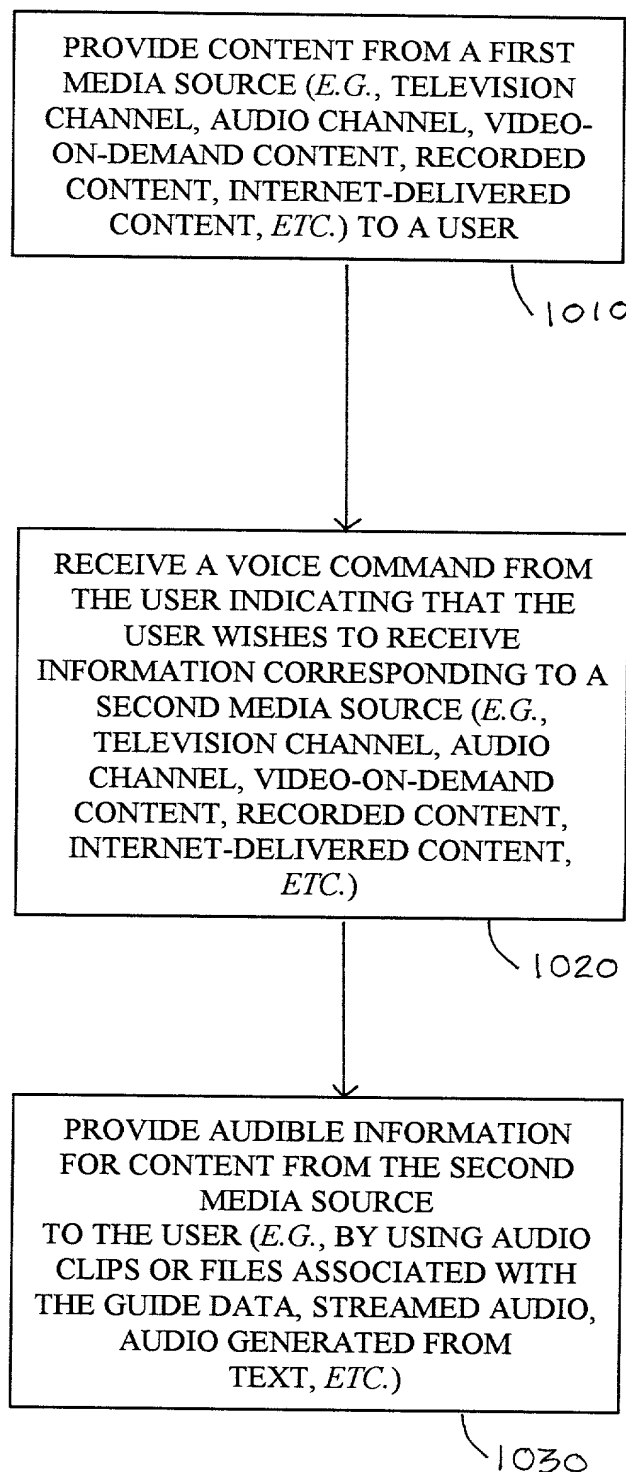 PROVIDE CONTENT FROM A FIRST
MEDIA SOURCE (E.G., TELEVISION
CHANNEL, AUDIO CHANNEL, VIDEO-
ON-DEMAND CONTENT, RECORDED
CONTENT, INTERNET-DELIVERED
CONTENT, ETC.) TO A USER
1010
RECEIVE A VOICE COMMAND FROM
THE USER INDICATING THAT THE
USER WISHES TO RECEIVE
INFORMATION CORRESPONDING TO A
SECOND MEDIA SOURCE (E.G.,
TELEVISION CHANNEL, AUDIO
CHANNEL, VIDEO-ON-DEMAND
CONTENT, RECORDED CONTENT,
INTERNET-DELIVERED CONTENT,
ETC.)
1020
PROVIDE AUDIBLE INFORMATION
FOR CONTENT FROM THE SECOND
MEDIA SOURCE
TO THE USER (E.G., BY USING AUDIO
CLIPS OR FILES ASSOCIATED WITH
THE GUIDE DATA, STREAMED AUDIO,
AUDIO GENERATED FROM
TEXT, ETC.)
1030